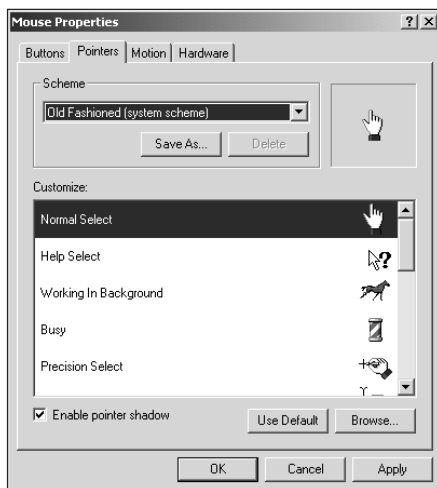 Mouse Properties
Buttons Pointers Motion Hardware
Scheme
Old Fashioned (system scheme)
Save As... Delete
Customize:
Normal Select
Help Select
Working In Background
Busy
Precision Select
Enable pointer shadow
Use Default Browse...
OK Cancel Apply